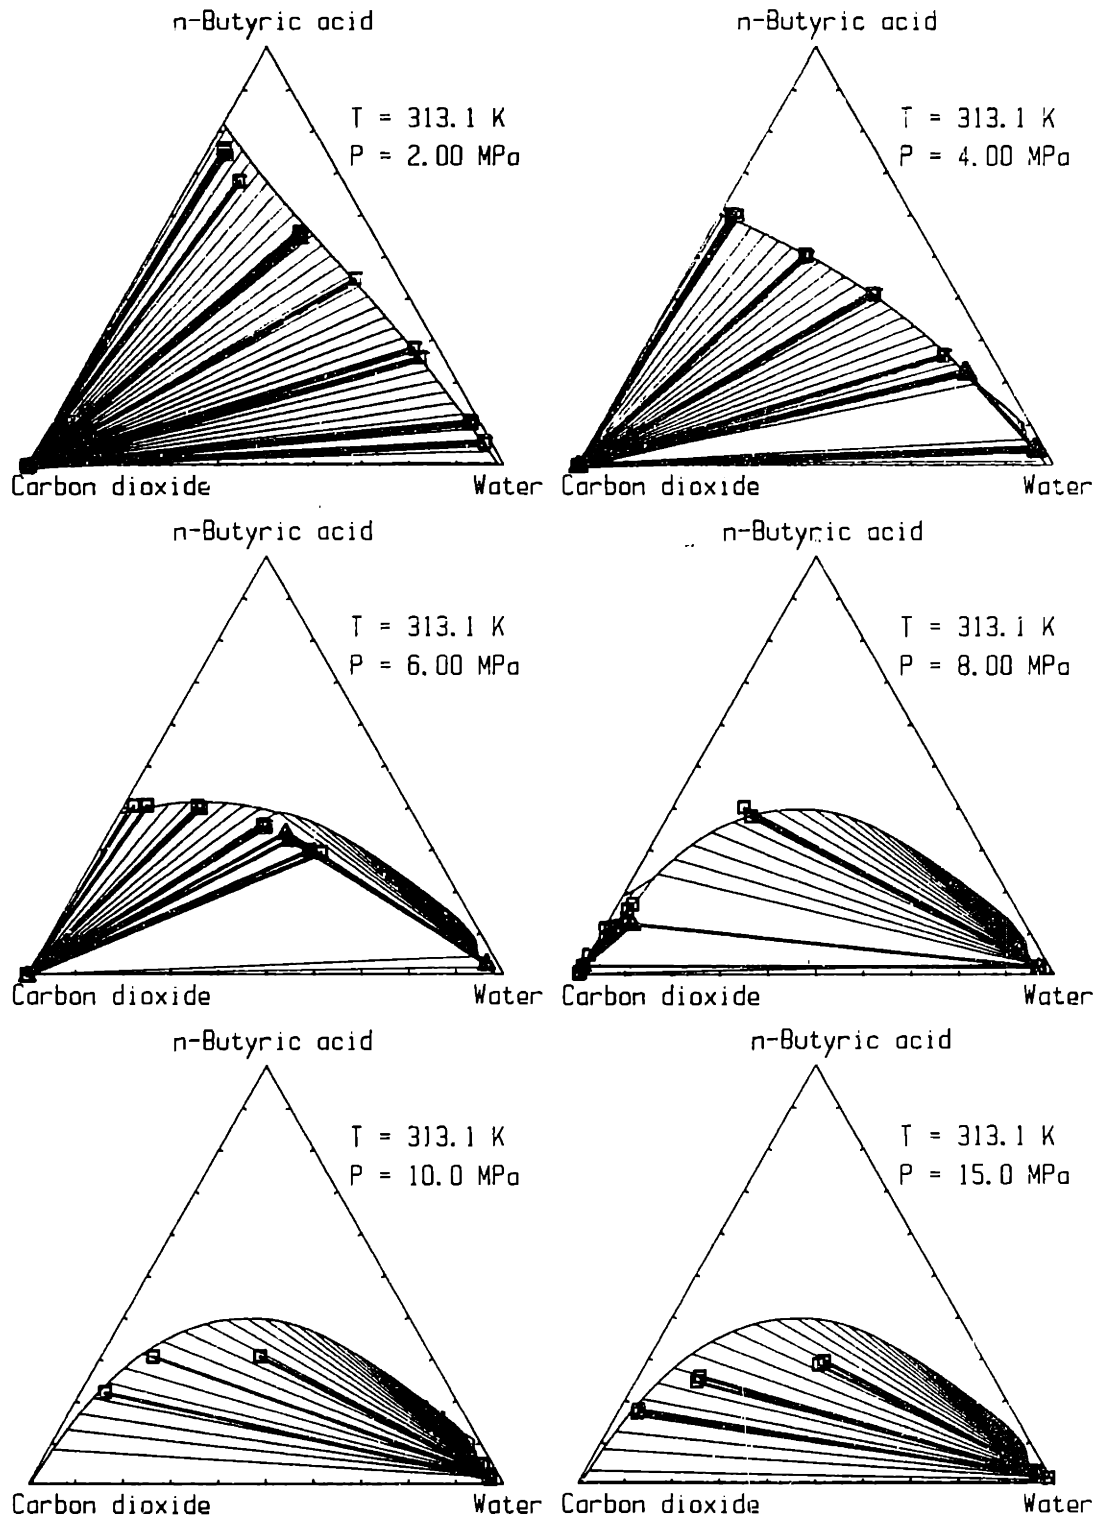 n-Butyric acid
T = 313.1 K
P = 2.00 MPa
Carbon dioxide
Water
n-Butyric acid
T = 313.1 K
P = 4.00 MPa
Carbon dioxide
Water
n-Butyric acid
T = 313.1 K
P = 6.00 MPa
Carbon dioxide
Water
n-Butyric acid
T = 313.1 K
P = 8.00 MPa
Carbon dioxide
Water
n-Butyric acid
T = 313.1 K
P = 10.0 MPa
Carbon dioxide
Water
n-Butyric acid
T = 313.1 K
P = 15.0 MPa
Carbon dioxide
Water